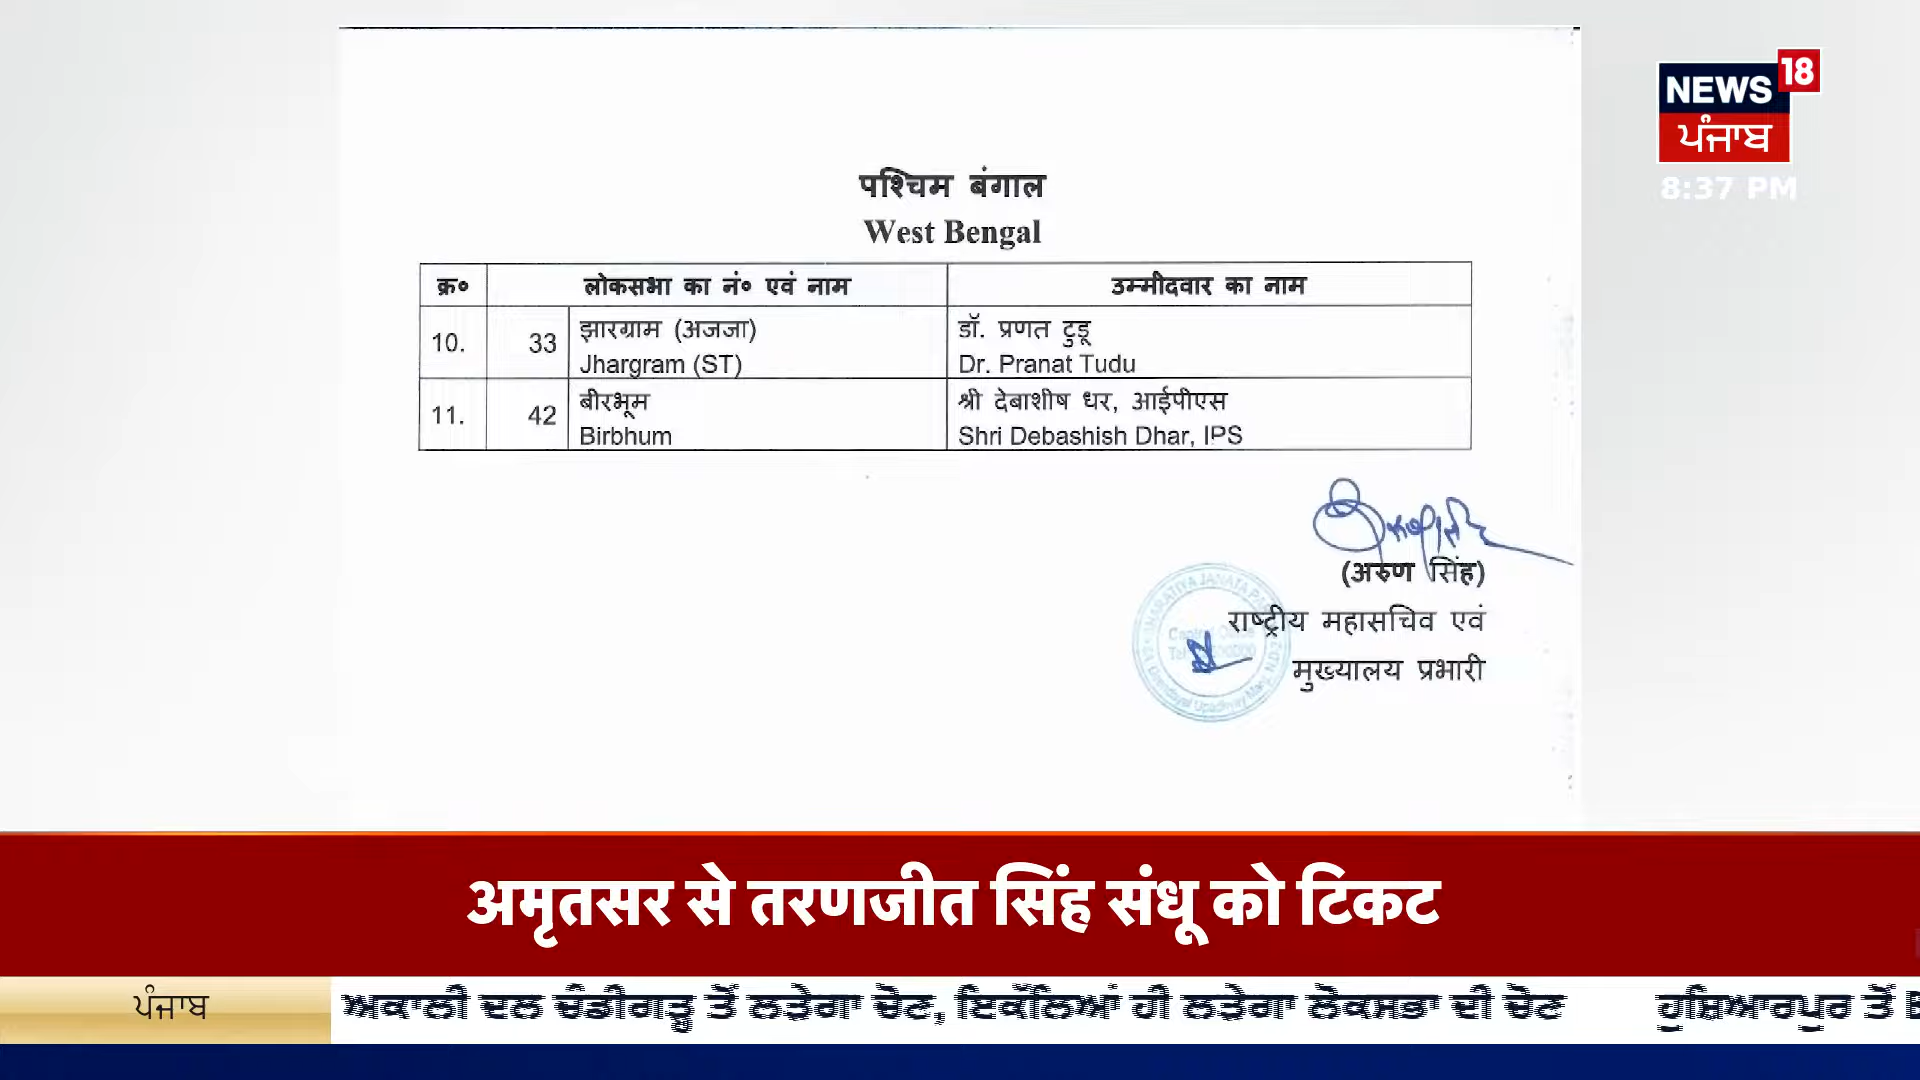 NEWS 18
ਪੰਜਾਬ
8:37 PM
पश्चिम बंगाल
West Bengal
क्र० लोकसभा का नं० एवं नाम उम्मीदवार का नाम
10. 33 झारग्राम (अजजा) डॉ. प्रणत टुडू
Jhargram (ST) Dr. Pranat Tudu
11. 42 बीरभूम श्री देबाशीष धर, आईपीएस
Birbhum Shri Debashish Dhar, IPS
(अरुण सिंह)
राष्ट्रीय महासचिव एवं
मुख्यालय प्रभारी
अमृतसर से तरणजीत सिंह संधू को टिकट
ਪੰਜਾਬ
ਅਕਾਲੀ ਦਲ ਚੰਡੀਗੜ੍ਹ ਤੋਂ ਲੜੇਗਾ ਚੋਣ, ਇਕੱਲਿਆਂ ਹੀ ਲੜੇਗਾ ਲੋਕਸਭਾ ਦੀ ਚੋਣ ਹੁਸ਼ਿਆਰਪੁਰ ਤੋਂ